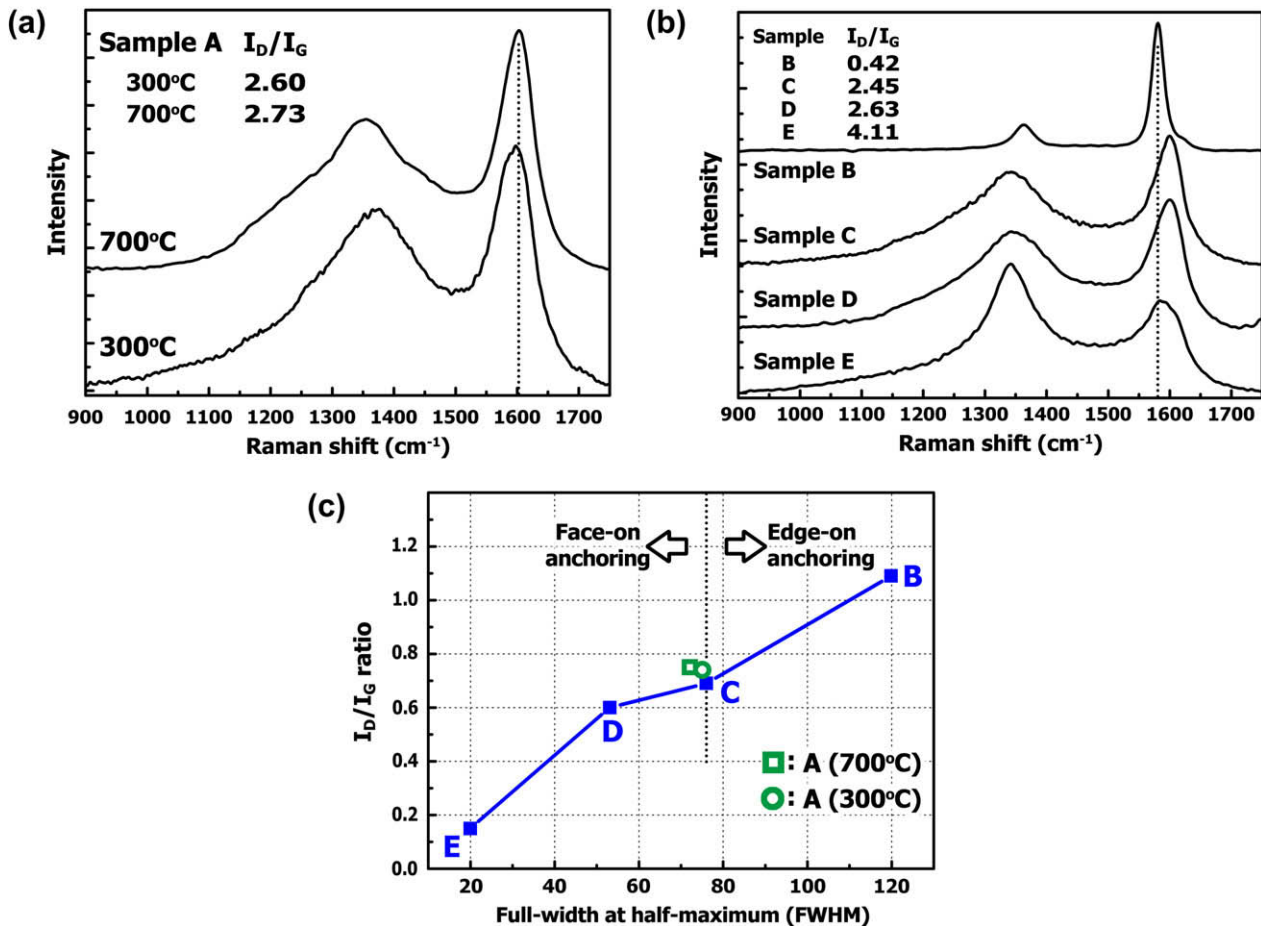 (a)
Sample A I_D/I_G
300°C 2.60
700°C 2.73
700°C
300°C
Intensity
900 1000 1100 1200 1300 1400 1500 1600 1700
Raman shift (cm⁻¹)
(b)
Sample I_D/I_G
B 0.42
C 2.45
D 2.63
E 4.11
Sample B
Sample C
Sample D
Sample E
Intensity
900 1000 1100 1200 1300 1400 1500 1600 1700
Raman shift (cm⁻¹)
(c)
Face-on
anchoring
Edge-on
anchoring
B
C
D
E
: A (700°C)
: A (300°C)
I_D/I_G ratio
1.2
1.0
0.8
0.6
0.4
0.2
0.0
20 40 60 80 100 120
Full-width at half-maximum (FWHM)